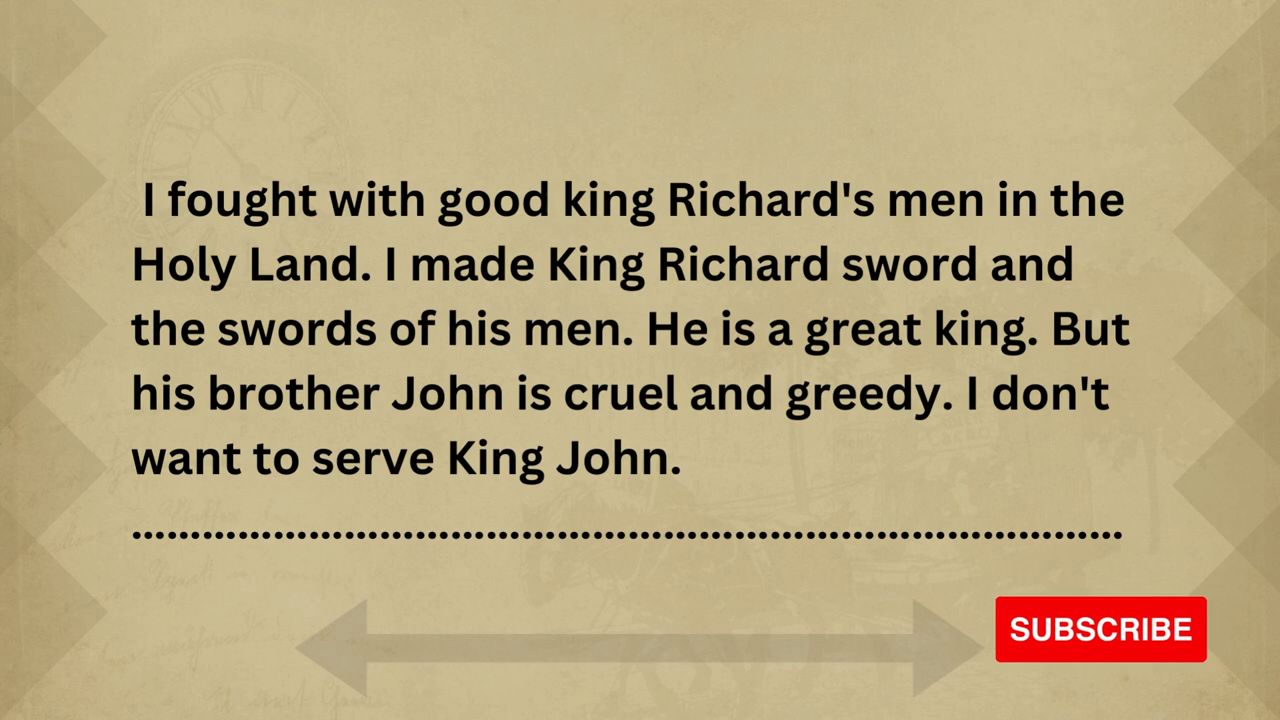 I fought with good king Richard's men in the
Holy Land. I made King Richard sword and
the swords of his men. He is a great king. But
his brother John is cruel and greedy. I don't
want to serve King John.
................................................................................
SUBSCRIBE